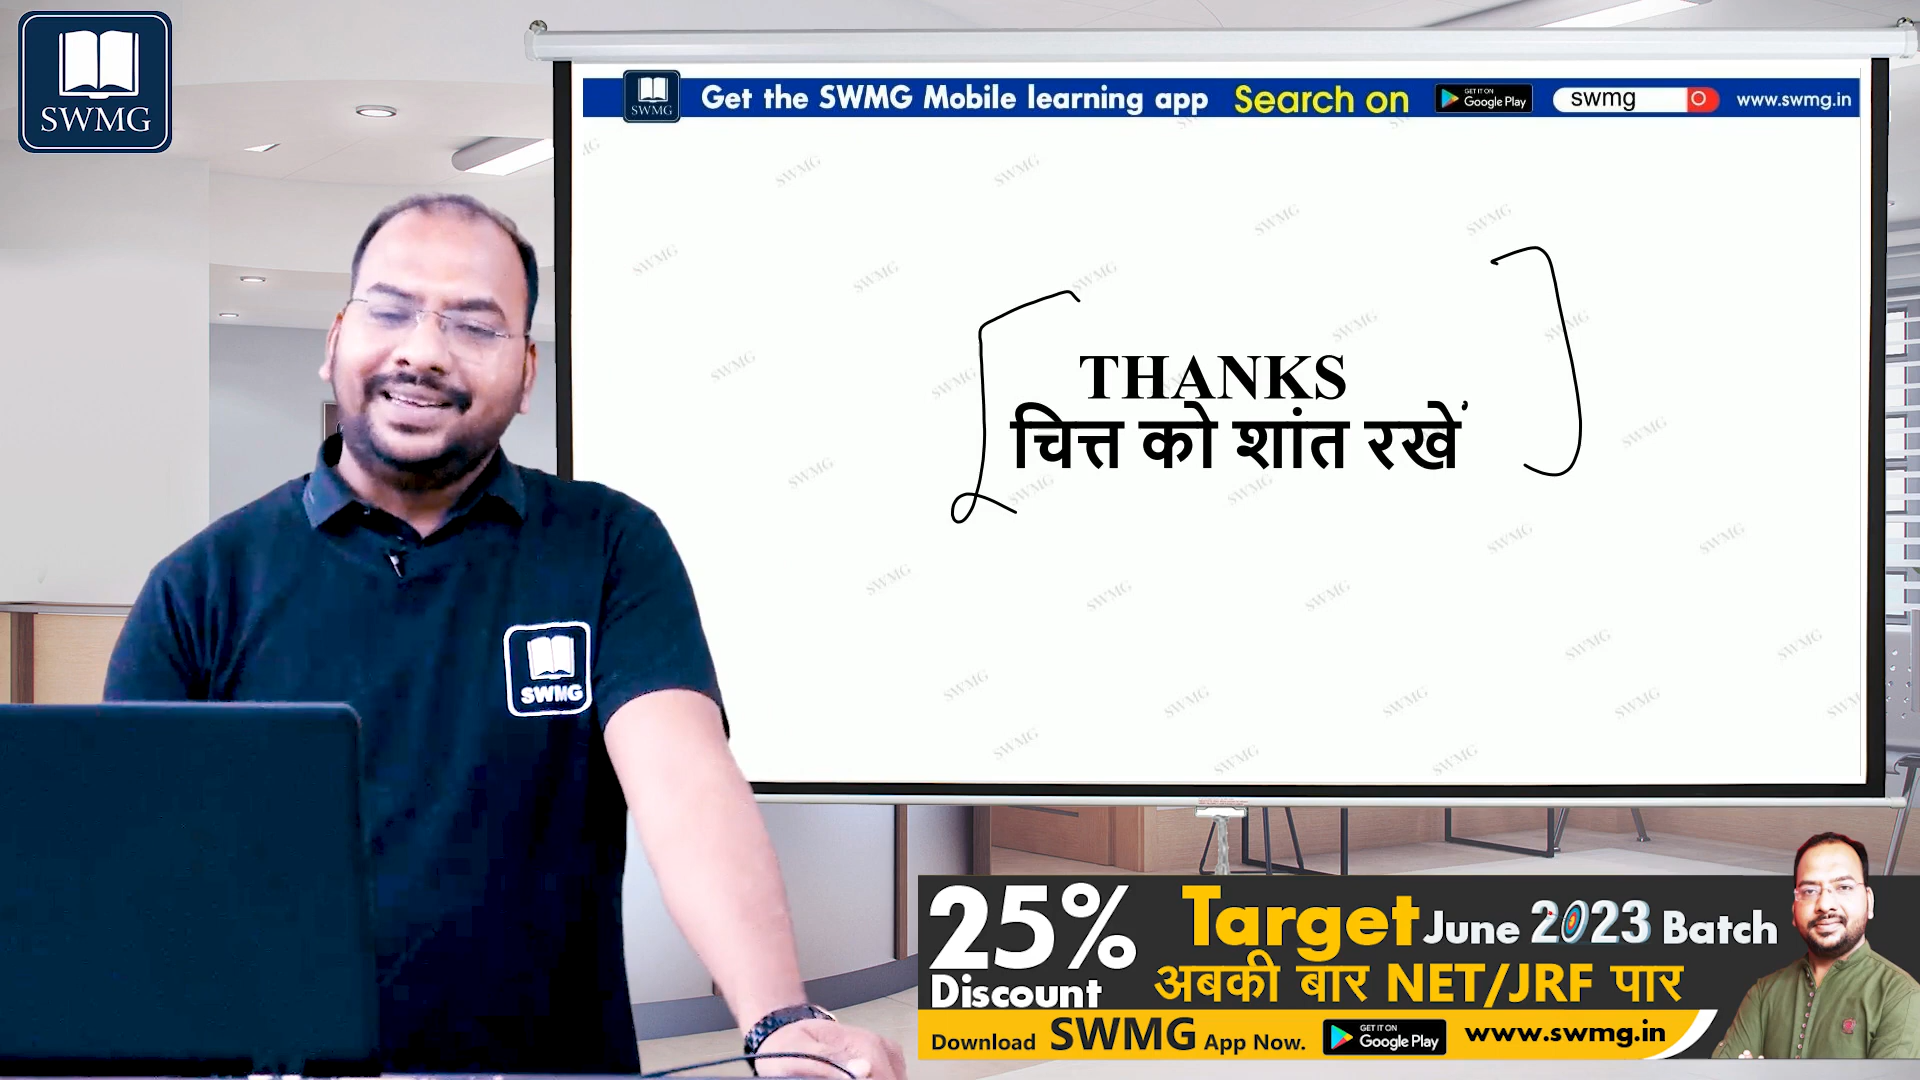 SWMG
SWMG
Get the SWMG Mobile learning app Search on GET IT ON Google Play swmg www.swmg.in
THANKS
चित्त को शांत रखें
SWMG
25% Discount
Target June 2023 Batch
अबकी बार NET/JRF पार
Download SWMG App Now. GET IT ON Google Play www.swmg.in